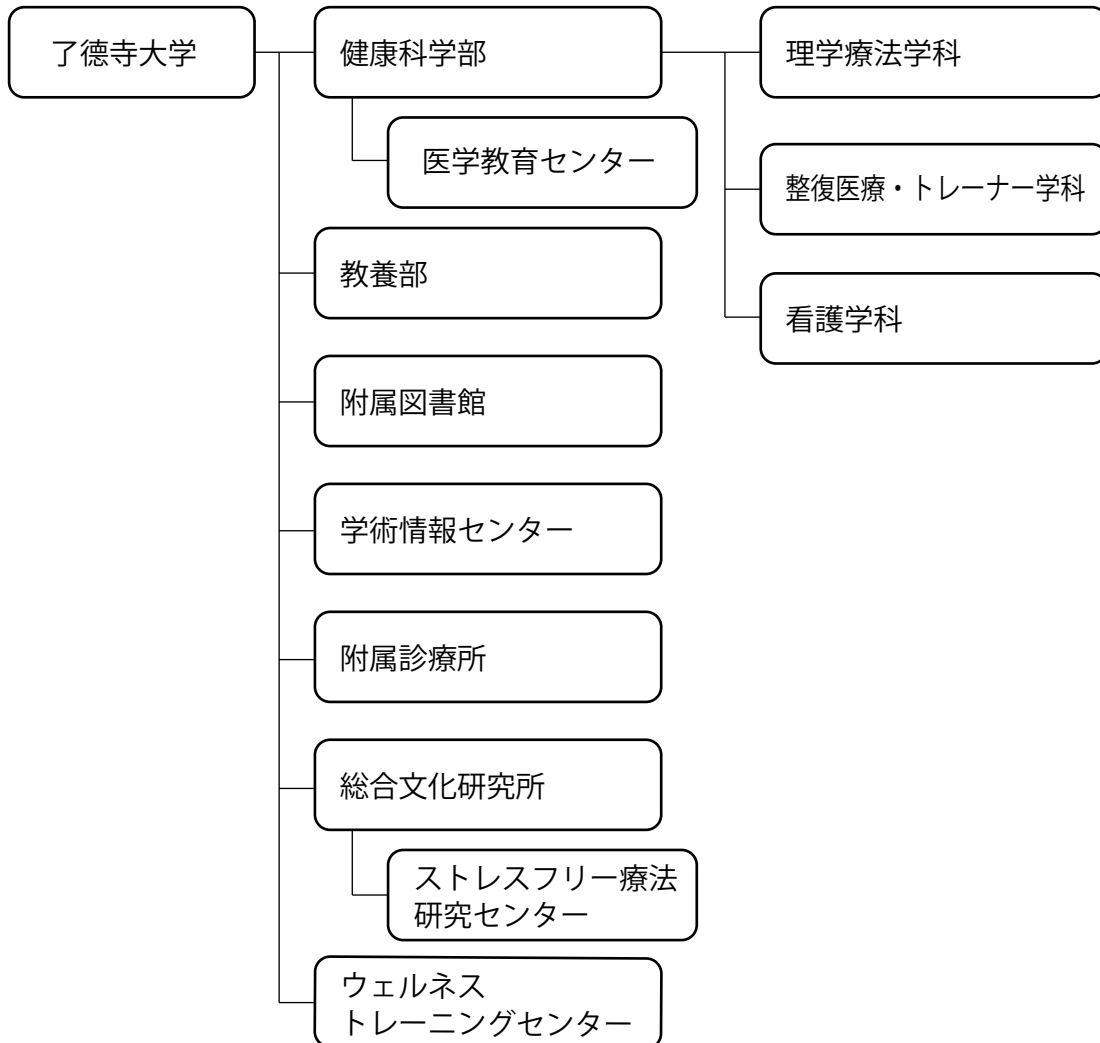 了德寺大学
健康科学部
理学療法学科
医学教育センター
整復医療・トレーナー学科
教養部
看護学科
附属図書館
学術情報センター
附属診療所
総合文化研究所
ストレスフリー療法
研究センター
ウェルネス
トレーニングセンター